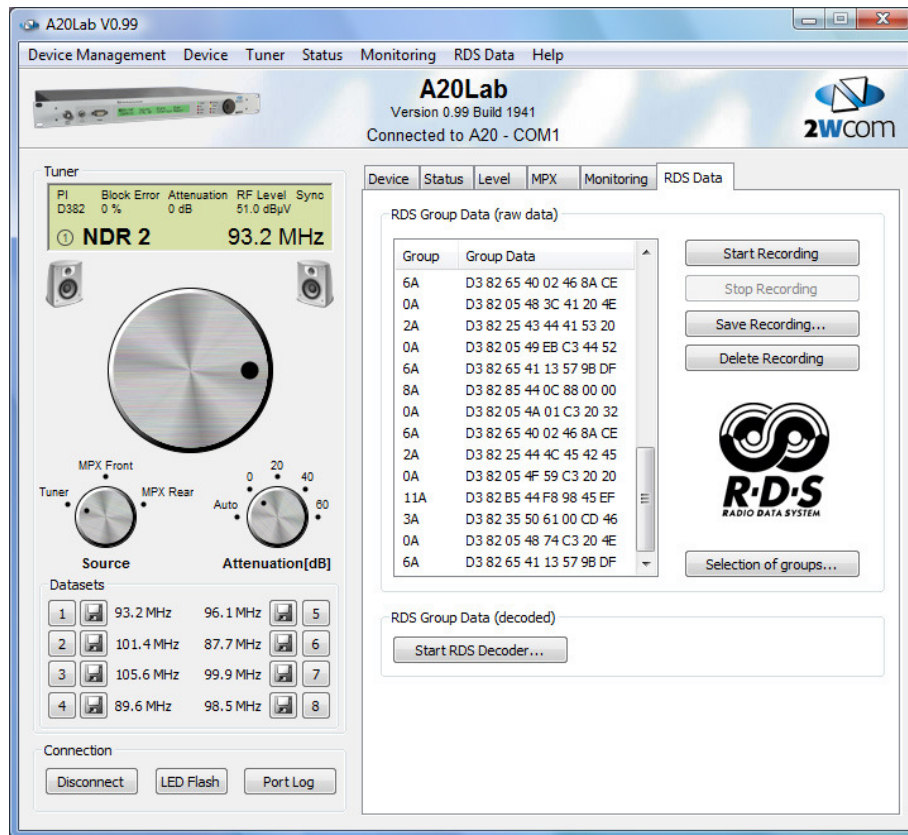 A20Lab V0.99
Device Management Device Tuner Status Monitoring RDS Data Help
A20Lab
Version 0.99 Build 1941
Connected to A20 - COM1
2WCom
Tuner
PI Block Error Attenuation RF Level Sync
D382 0 % 0 dB 51.0 dBµV
1 NDR 2 93.2 MHz
MPX Front
Tuner
MPX Rear
Source
Auto
0
20
40
60
Attenuation[dB]
Datasets
1 93.2 MHz 96.1 MHz 5
2 101.4 MHz 87.7 MHz 6
3 105.6 MHz 99.9 MHz 7
4 89.6 MHz 98.5 MHz 8
Connection
Disconnect LED Flash Port Log
Device Status Level MPX Monitoring RDS Data
RDS Group Data (raw data)
Group Group Data
6A D3 82 65 40 02 46 8A CE
0A D3 82 05 48 3C 41 20 4E
2A D3 82 25 43 44 41 53 20
0A D3 82 05 49 EB C3 44 52
6A D3 82 65 41 13 57 9B DF
8A D3 82 85 44 0C 88 00 00
0A D3 82 05 4A 01 C3 20 32
6A D3 82 65 40 02 46 8A CE
2A D3 82 25 44 4C 45 42 45
0A D3 82 05 4F 59 C3 20 20
11A D3 82 B5 44 F8 98 45 EF
3A D3 82 35 50 61 00 CD 46
0A D3 82 05 48 74 C3 20 4E
6A D3 82 65 41 13 57 9B DF
Start Recording
Stop Recording
Save Recording...
Delete Recording
R·D·S
RADIO DATA SYSTEM
Selection of groups...
RDS Group Data (decoded)
Start RDS Decoder...